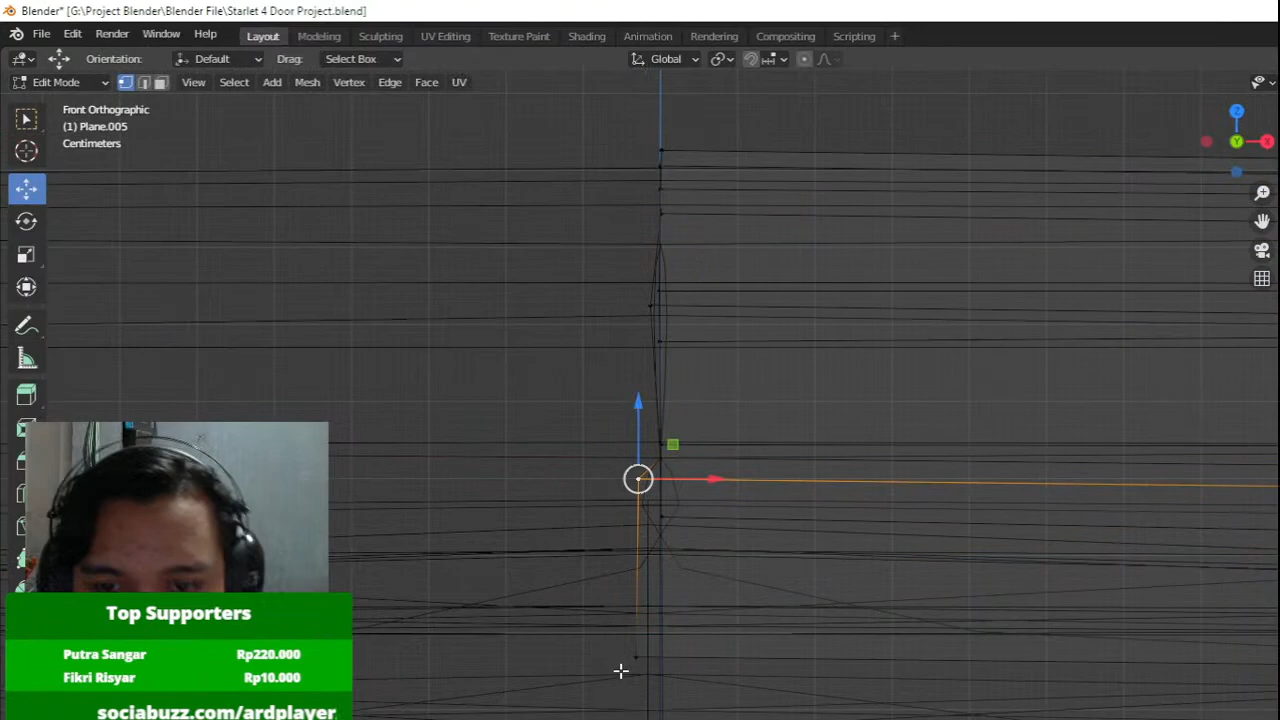 Blender* [G:\Project Blender\Blender File\Starlet 4 Door Project.blend]
File Edit Render Window Help Layout Modeling Sculpting UV Editing Texture Paint Shading Animation Rendering Compositing Scripting +
Orientation: Default Drag: Select Box Global
Edit Mode View Select Add Mesh Vertex Edge Face UV
Front Orthographic
(1) Plane.005
Centimeters
Z
X
Y
Top Supporters
Putra Sangar Rp220.000
Fikri Risyar Rp10.000
sociabuzz.com/ardplayer